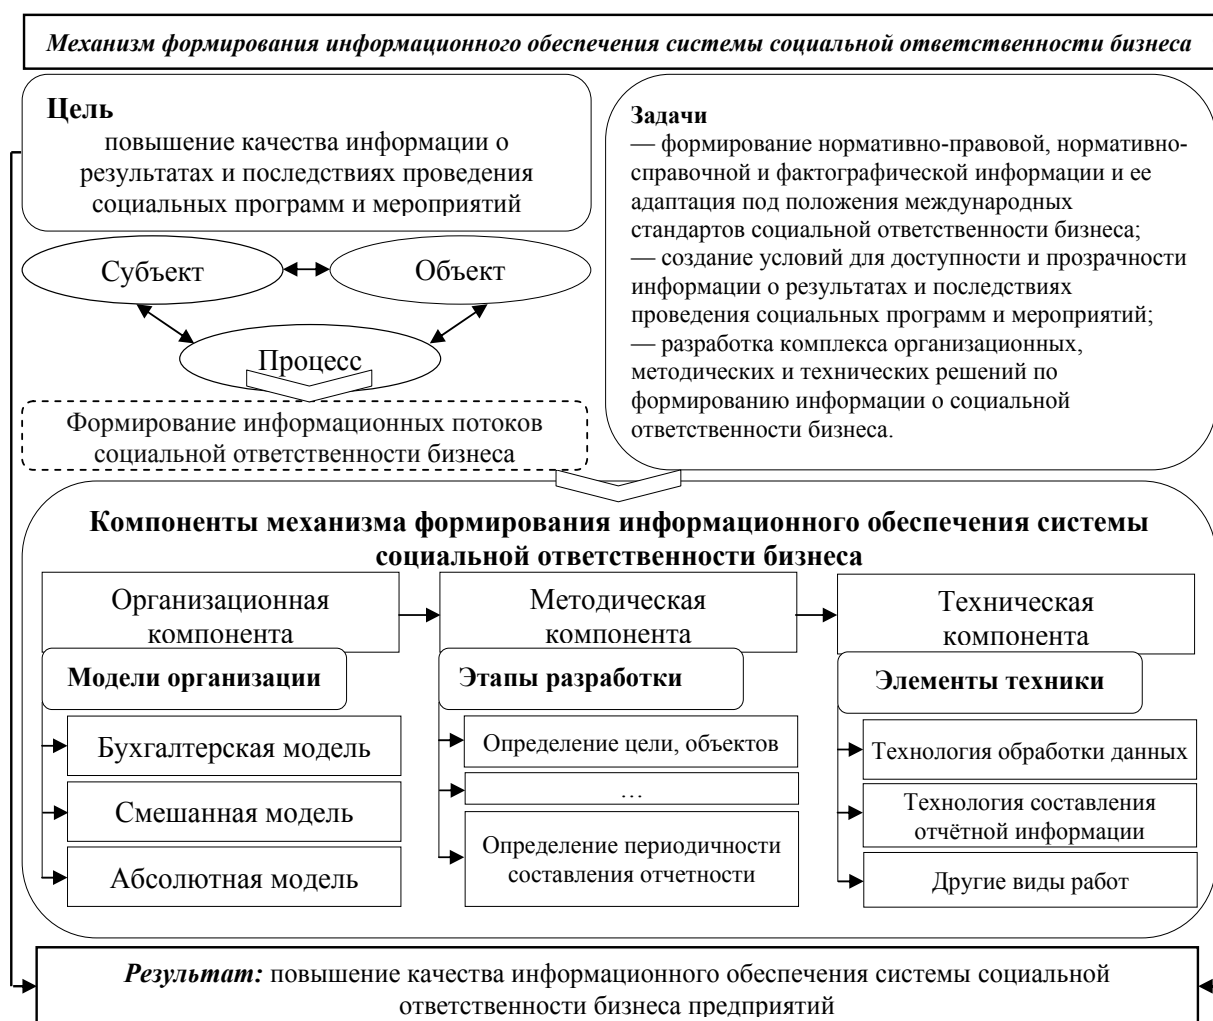 Механизм формирования информационного обеспечения системы социальной ответственности бизнеса
Цель
повышение качества информации о
результатах и последствиях проведения
социальных программ и мероприятий
Субъект
Объект
Процесс
Формирование информационных потоков
социальной ответственности бизнеса
Задачи
— формирование нормативно-правовой, нормативно-
справочной и фактографической информации и ее
адаптация под положения международных
стандартов социальной ответственности бизнеса;
— создание условий для доступности и прозрачности
информации о результатах и последствиях
проведения социальных программ и мероприятий;
— разработка комплекса организационных,
методических и технических решений по
формированию информации о социальной
ответственности бизнеса.
Компоненты механизма формирования информационного обеспечения системы
социальной ответственности бизнеса
Организационная
компонента
Модели организации
Бухгалтерская модель
Смешанная модель
Абсолютная модель
Методическая
компонента
Этапы разработки
Определение цели, объектов
…
Определение периодичности
составления отчетности
Техническая
компонента
Элементы техники
Технология обработки данных
Технология составления
отчётной информации
Другие виды работ
Результат: повышение качества информационного обеспечения системы социальной
ответственности бизнеса предприятий